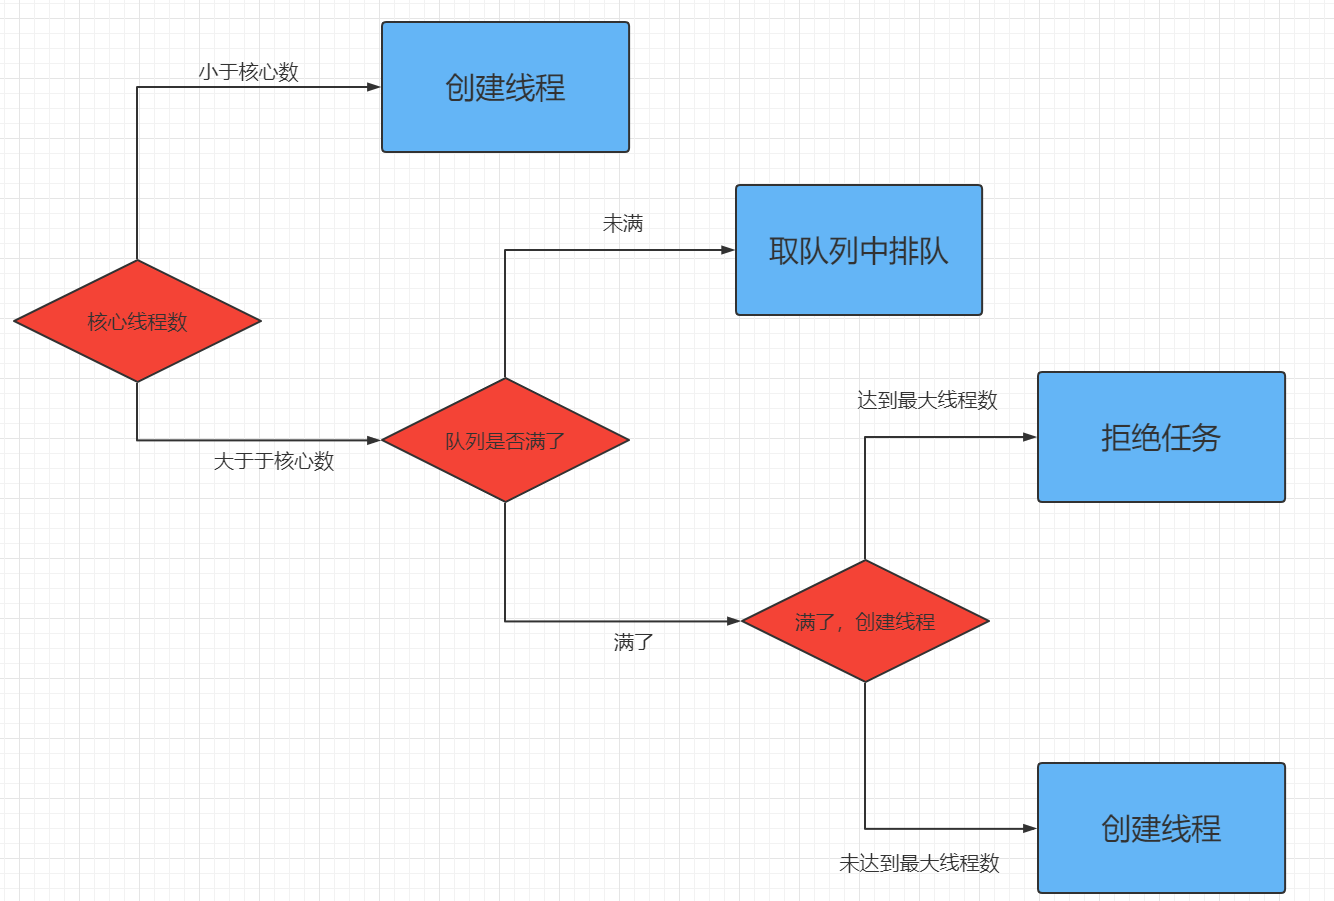 小于核心数
创建线程
未满
取队列中排队
核心线程数
达到最大线程数
拒绝任务
队列是否满了
大于于核心数
满了，创建线程
满了
创建线程
未达到最大线程数